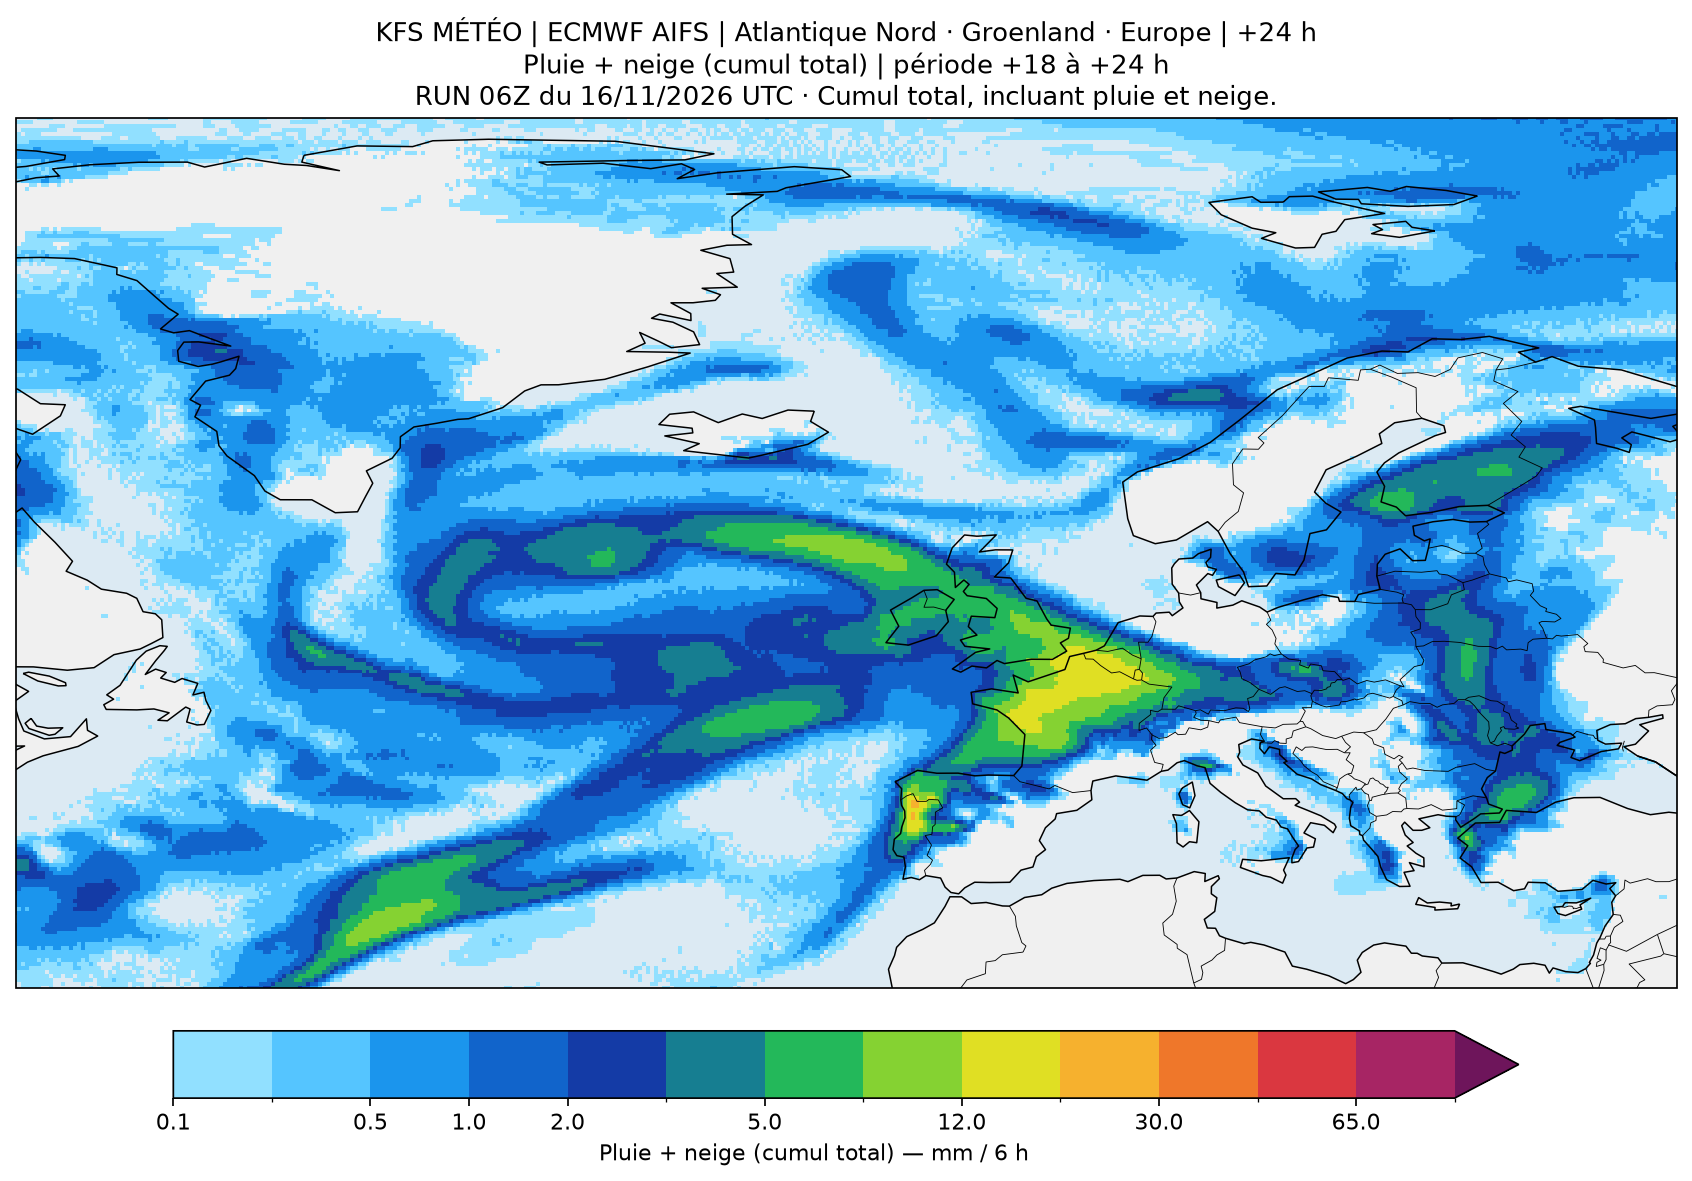 KFS MÉTÉO | ECMWF AIFS | Atlantique Nord · Groenland · Europe | +24 h
Pluie + neige (cumul total) | période +18 à +24 h
RUN 06Z du 16/11/2026 UTC · Cumul total, incluant pluie et neige.
0.1 0.5 1.0 2.0 5.0 12.0 30.0 65.0
Pluie + neige (cumul total) — mm / 6 h